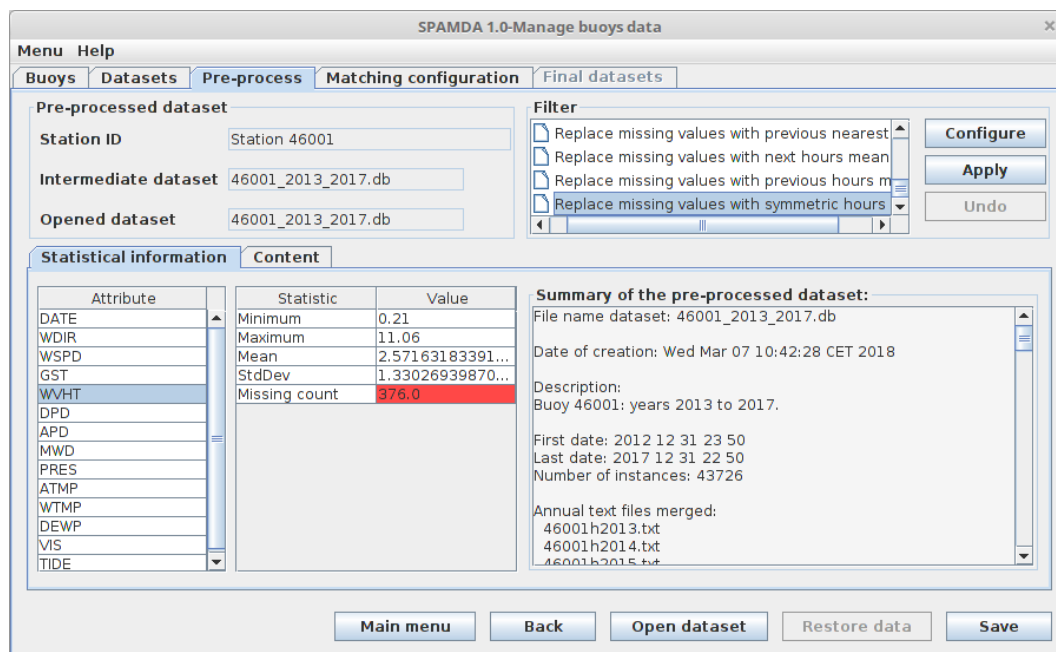 SPAMDA 1.0-Manage buoys data
Menu Help
Buoys Datasets Pre-process Matching configuration Final datasets
Pre-processed dataset
Station ID Station 46001
Intermediate dataset 46001_2013_2017.db
Opened dataset 46001_2013_2017.db
Filter
Replace missing values with previous nearest
Replace missing values with next hours mean
Replace missing values with previous hours m
Replace missing values with symmetric hours
Configure
Apply
Undo
Statistical information Content
Attribute
DATE
WDIR
WSPD
GST
WVHT
DPD
APD
MWD
PRES
ATMP
WTMP
DEWP
VIS
TIDE
Statistic Value
Minimum 0.21
Maximum 11.06
Mean 2.57163183391...
StdDev 1.33026939870...
Missing count 376.0
Summary of the pre-processed dataset:
File name dataset: 46001_2013_2017.db
Date of creation: Wed Mar 07 10:42:28 CET 2018
Description:
Buoy 46001: years 2013 to 2017.
First date: 2012 12 31 23 50
Last date: 2017 12 31 22 50
Number of instances: 43726
Annual text files merged:
46001h2013.txt
46001h2014.txt
46001h2015.txt
Main menu Back Open dataset Restore data Save